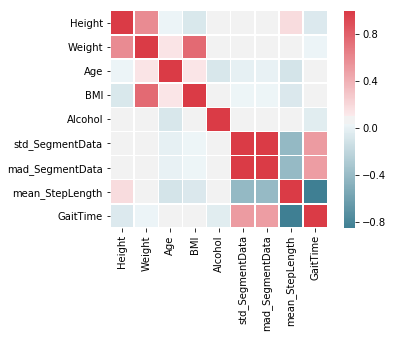 Height
Weight
Age
BMI
Alcohol
std_SegmentData
mad_SegmentData
mean_StepLength
GaitTime
Height
Weight
Age
BMI
Alcohol
std_SegmentData
mad_SegmentData
mean_StepLength
GaitTime
0.8
0.4
0.0
−0.4
−0.8